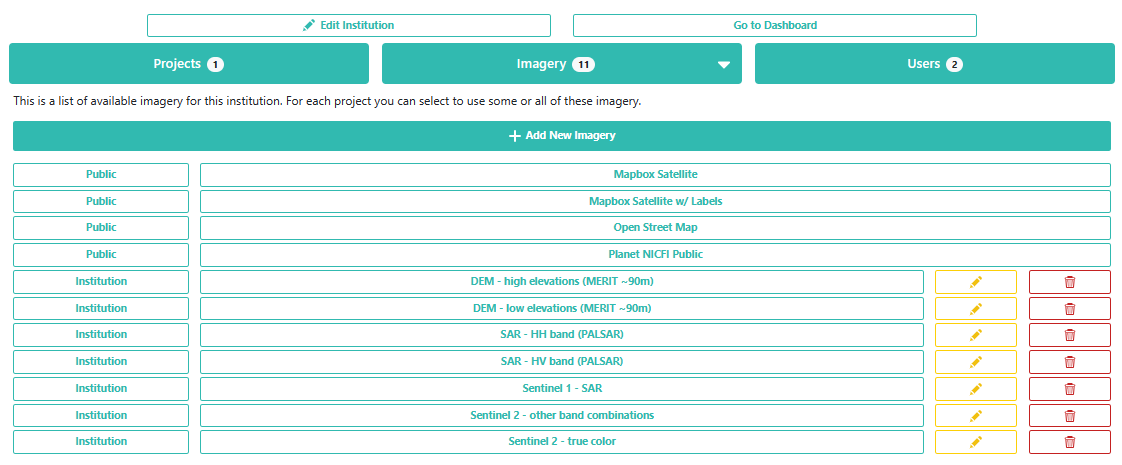 Edit Institution
Go to Dashboard
Projects 1
Imagery 11
Users 2
This is a list of available imagery for this institution. For each project you can select to use some or all of these imagery.
Add New Imagery
Public Mapbox Satellite
Public Mapbox Satellite w/ Labels
Public Open Street Map
Public Planet NICFI Public
Institution DEM - high elevations (MERIT ~90m)
Institution DEM - low elevations (MERIT ~90m)
Institution SAR - HH band (PALSAR)
Institution SAR - HV band (PALSAR)
Institution Sentinel 1 - SAR
Institution Sentinel 2 - other band combinations
Institution Sentinel 2 - true color